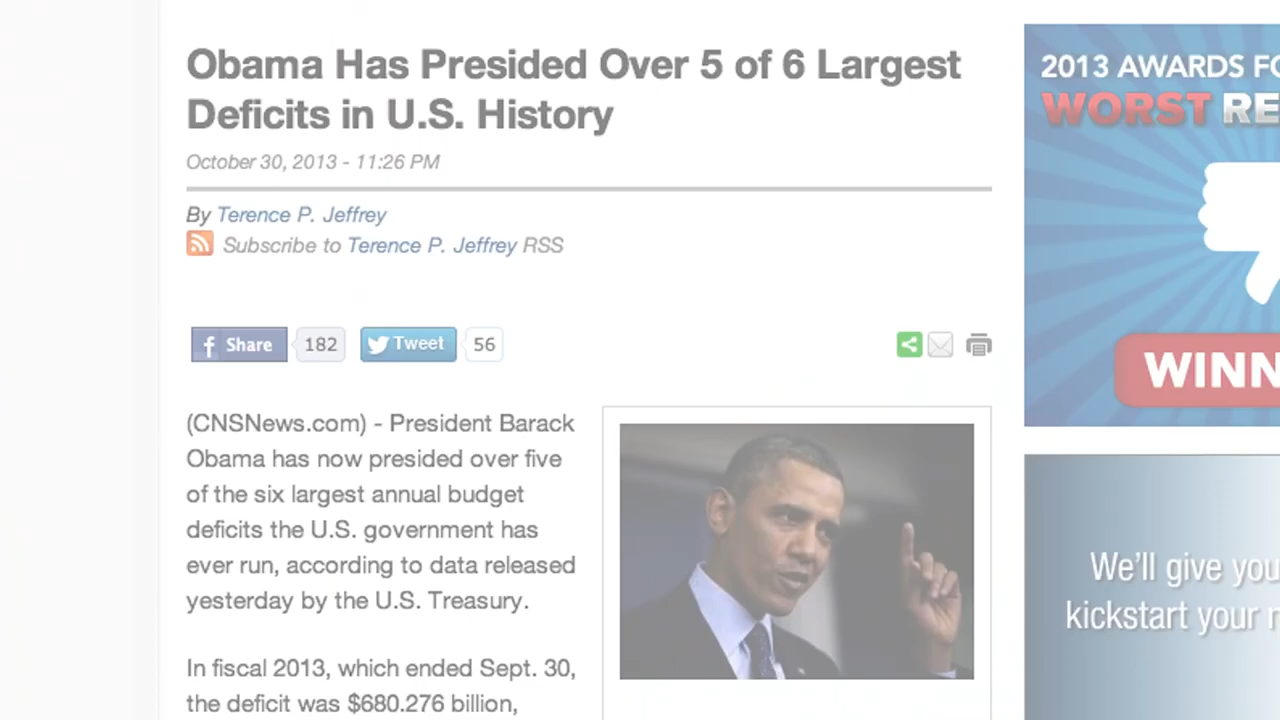 Obama Has Presided Over 5 of 6 Largest
Deficits in U.S. History
October 30, 2013 - 11:26 PM
By Terence P. Jeffrey
Subscribe to Terence P. Jeffrey RSS
Share 182 Tweet 56
(CNSNews.com) - President Barack
Obama has now presided over five
of the six largest annual budget
deficits the U.S. government has
ever run, according to data released
yesterday by the U.S. Treasury.
In fiscal 2013, which ended Sept. 30,
the deficit was $680.276 billion,
2013 AWARDS FO
WORST RE
WINN
We'll give you
kickstart your